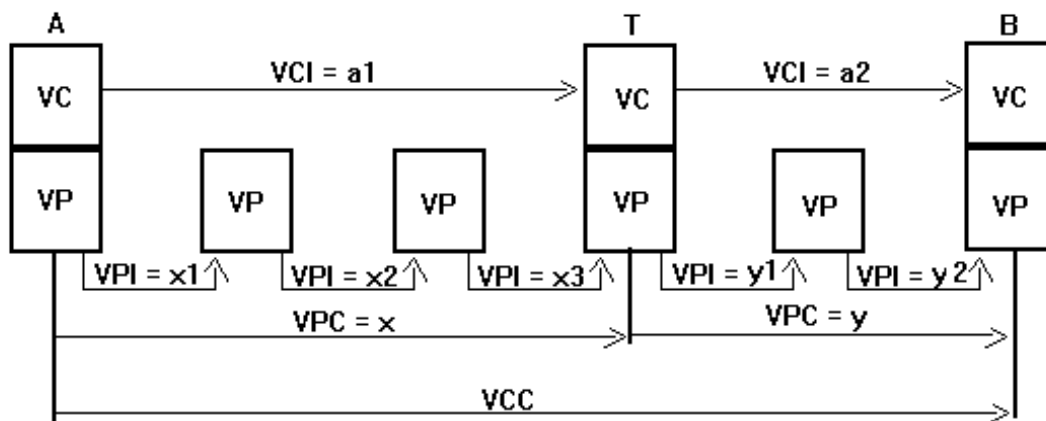 A T B
VCI = a1 VCI = a2
VC VC VC
VP VP VP VP VP VP
VPI = x1 VPI = x2 VPI = x3 VPI = y1 VPI = y2
VPC = x VPC = y
VCC